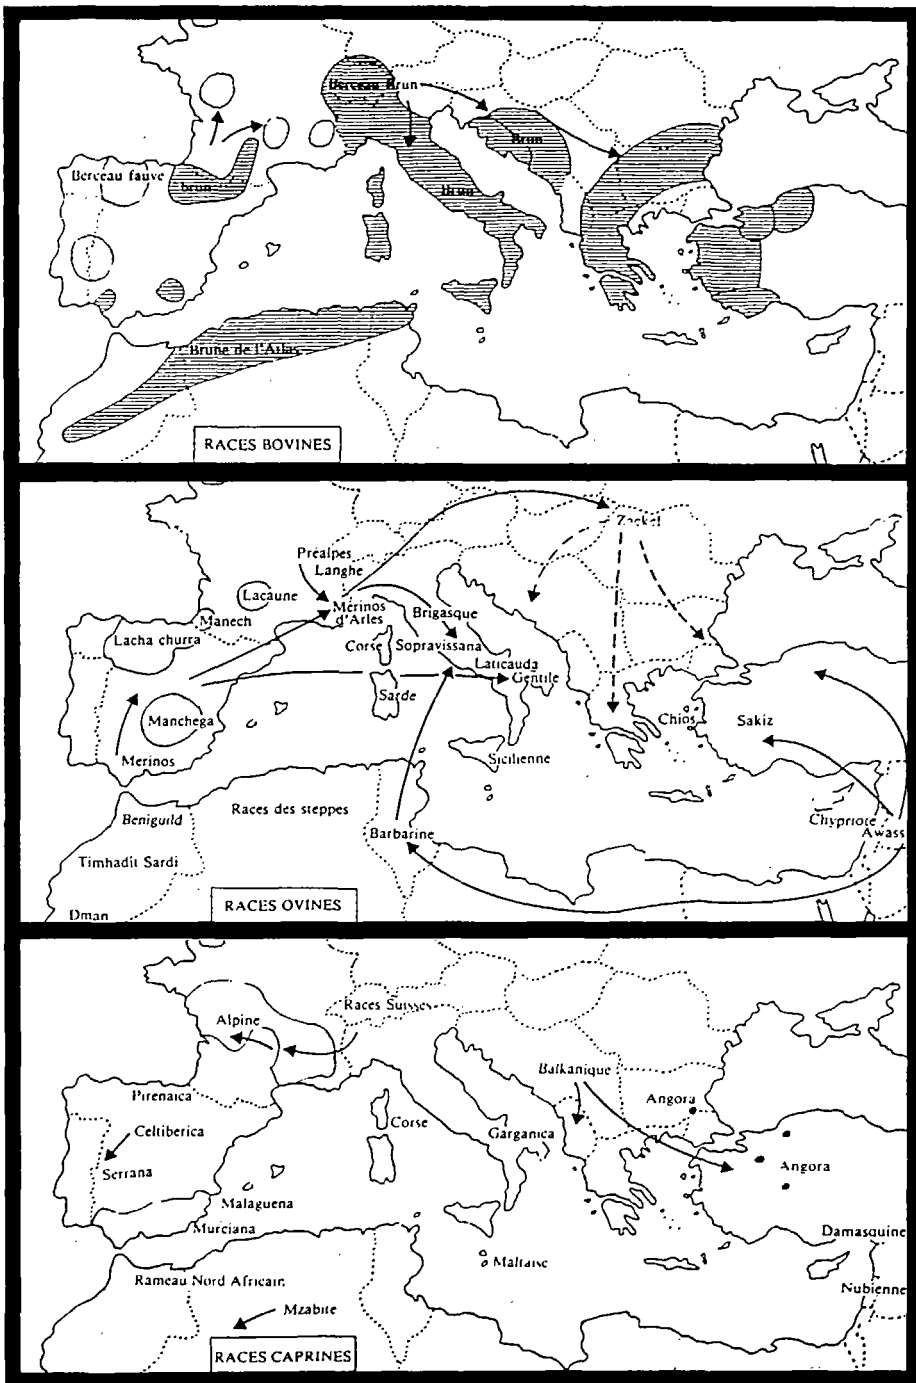 Berceau Brun
Berceau fauve
brun
Brun
Brun
Brune de l'Atlas
RACES BOVINES
Zackel
Préalpes
Langhe
Lacaune
Mérinos
d'Arles
Brigasque
Manech
Lacha churra
Corse
Sopravissana
Laticauda
Gentile
Sarde
Manchega
Chios
Sakiz
Merinos
Sicilienne
Races des steppes
Beniguild
Chypriote
Barbarine
Awass
Timhadit Sardi
RACES OVINES
Dman
Races Suisses
Alpine
Balkanique
Pirenaica
Angora
Corse
Celtiberica
Garganica
Serrana
Angora
Malaguena
Murciana
Damasquine
Maltaise
Rameau Nord Africain
Nubienne
Mzabite
RACES CAPRINES